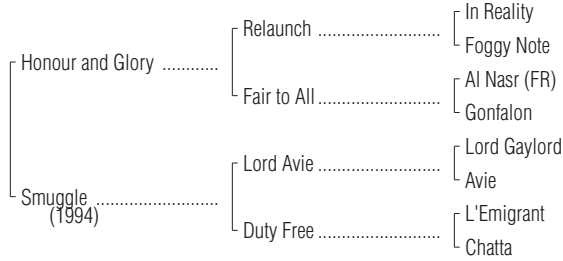 In Reality
Relaunch ..............................
Foggy Note
Honour and Glory ............
Al Nasr (FR)
Fair to All ..............................
Gonfalon
Lord Gaylord
Lord Avie ..............................
Avie
Smuggle ..............................
(1994)
L'Emigrant
Duty Free ..............................
Chatta